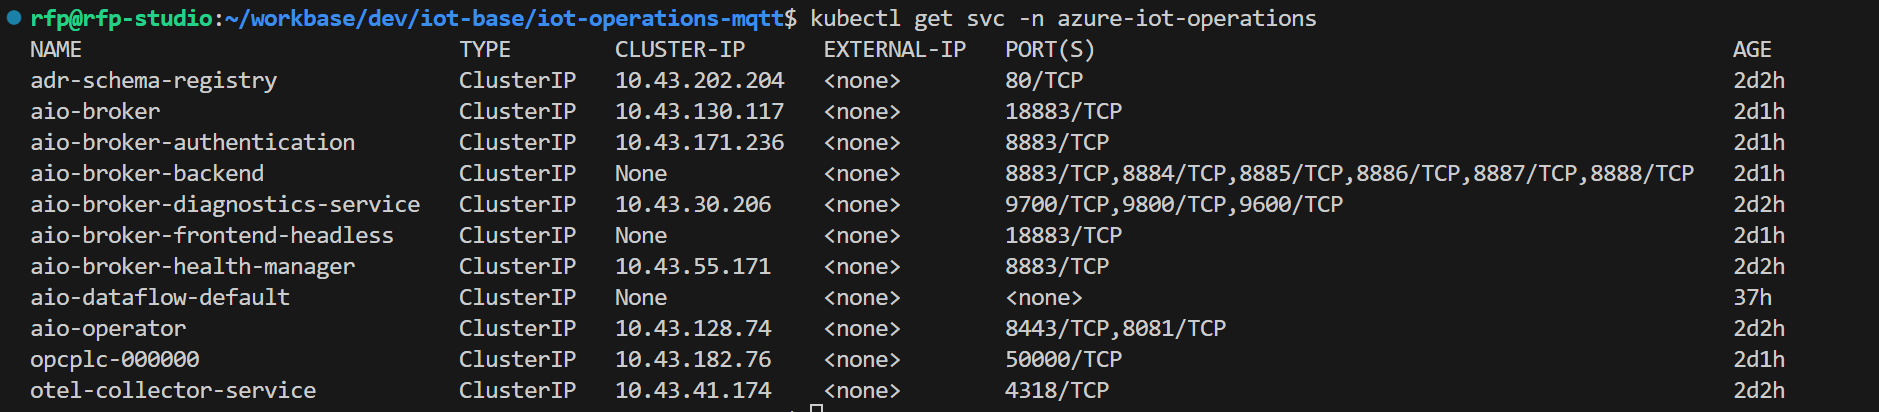 rfp@rfp-studio:~/workbase/dev/iot-base/iot-operations-mqtt$ kubectl get svc -n azure-iot-operations
NAME TYPE CLUSTER-IP EXTERNAL-IP PORT(S) AGE
adr-schema-registry ClusterIP 10.43.202.204 <none> 80/TCP 2d2h
aio-broker ClusterIP 10.43.130.117 <none> 18883/TCP 2d1h
aio-broker-authentication ClusterIP 10.43.171.236 <none> 8883/TCP 2d1h
aio-broker-backend ClusterIP None <none> 8883/TCP,8884/TCP,8885/TCP,8886/TCP,8887/TCP,8888/TCP 2d1h
aio-broker-diagnostics-service ClusterIP 10.43.30.206 <none> 9700/TCP,9800/TCP,9600/TCP 2d2h
aio-broker-frontend-headless ClusterIP None <none> 18883/TCP 2d1h
aio-broker-health-manager ClusterIP 10.43.55.171 <none> 8883/TCP 2d2h
aio-dataflow-default ClusterIP None <none> <none> 37h
aio-operator ClusterIP 10.43.128.74 <none> 8443/TCP,8081/TCP 2d2h
opcplc-000000 ClusterIP 10.43.182.76 <none> 50000/TCP 2d1h
otel-collector-service ClusterIP 10.43.41.174 <none> 4318/TCP 2d2h